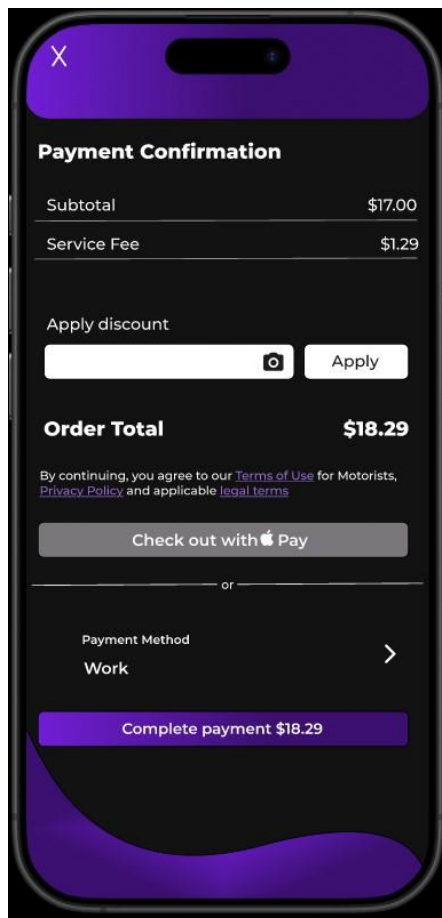 X
Payment Confirmation
Subtotal $17.00
Service Fee $1.29
Apply discount
Apply
Order Total $18.29
By continuing, you agree to our Terms of Use for Motorists,
Privacy Policy and applicable legal terms
Check out with Pay
or
Payment Method
Work
Complete payment $18.29